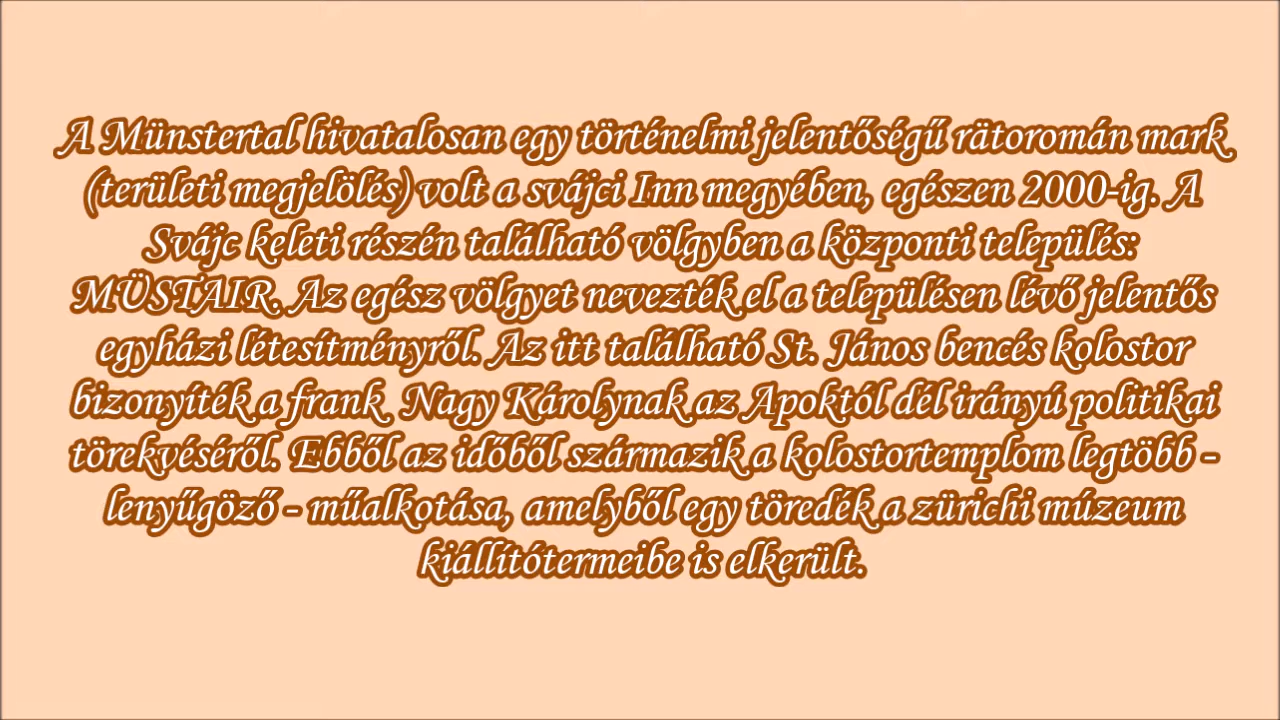 A Münstertal hivatalosan egy történelmi jelentőségű rätoromán mark
(területi megjelölés) volt a svájci Inn megyében, egészen 2000-ig. A
Svájc keleti részén található völgyben a központi település:
MÜSTAIR. Az egész völgyet nevezték el a településen lévő jelentős
egyházi létesítményről. Az itt található St. János bencés kolostor
bizonyíték a frank Nagy Károlynak az Apoktól dél irányú politikai
törekvéséről. Ebből az időből származik a kolostortemplom legtöbb -
lenyűgöző - műalkotása, amelyből egy töredék a zürichi múzeum
kiállítótermeibe is elkerült.